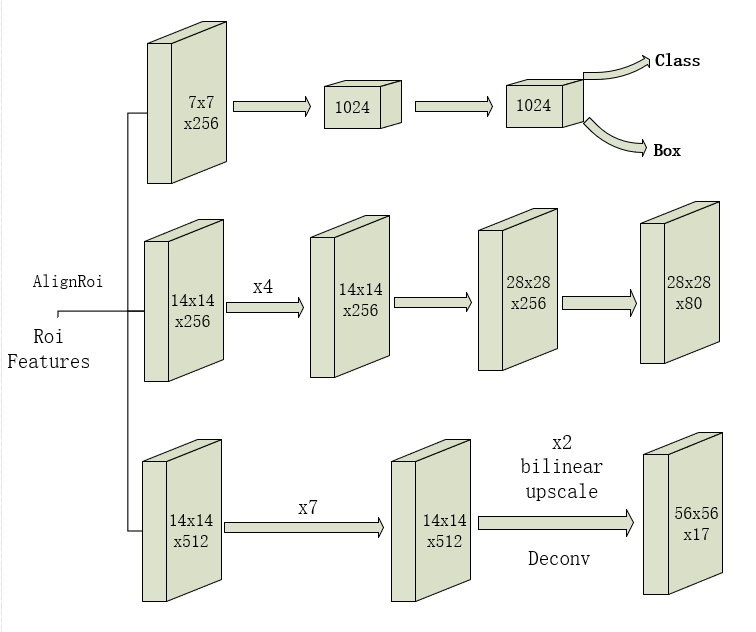 7x7
x256
1024
1024
Class
Box
AlignRoi
Roi
Features
14x14
x256
x4
14x14
x256
28x28
x256
28x28
x80
14x14
x512
x7
14x14
x512
x2
bilinear
upscale
Deconv
56x56
x17